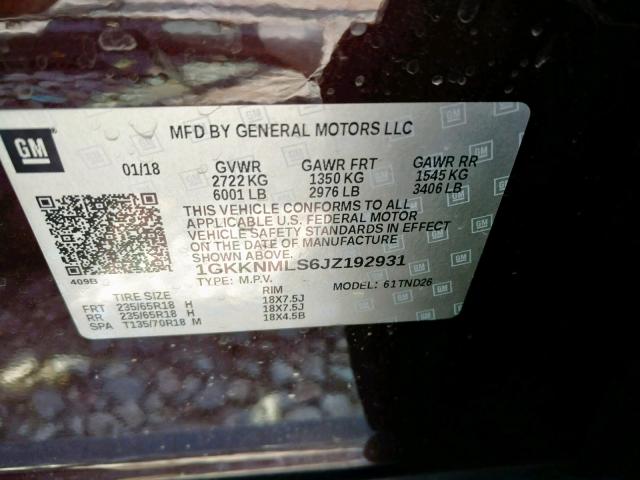 GM
MFD BY GENERAL MOTORS LLC
01/18 GVWR GAWR FRT GAWR RR
2722 KG 1350 KG 1545 KG
6001 LB 2976 LB 3406 LB
THIS VEHICLE CONFORMS TO ALL
APPLICABLE U.S. FEDERAL MOTOR
VEHICLE SAFETY STANDARDS IN EFFECT
ON THE DATE OF MANUFACTURE
SHOWN ABOVE.
1GKKNMLS6JZ192931
409B TYPE: M.P.V. MODEL: 61TND26
TIRE SIZE RIM
FRT 235/65R18 H 18X7.5J
RR 235/65R18 H 18X7.5J
SPA T135/70R18 M 18X4.5B